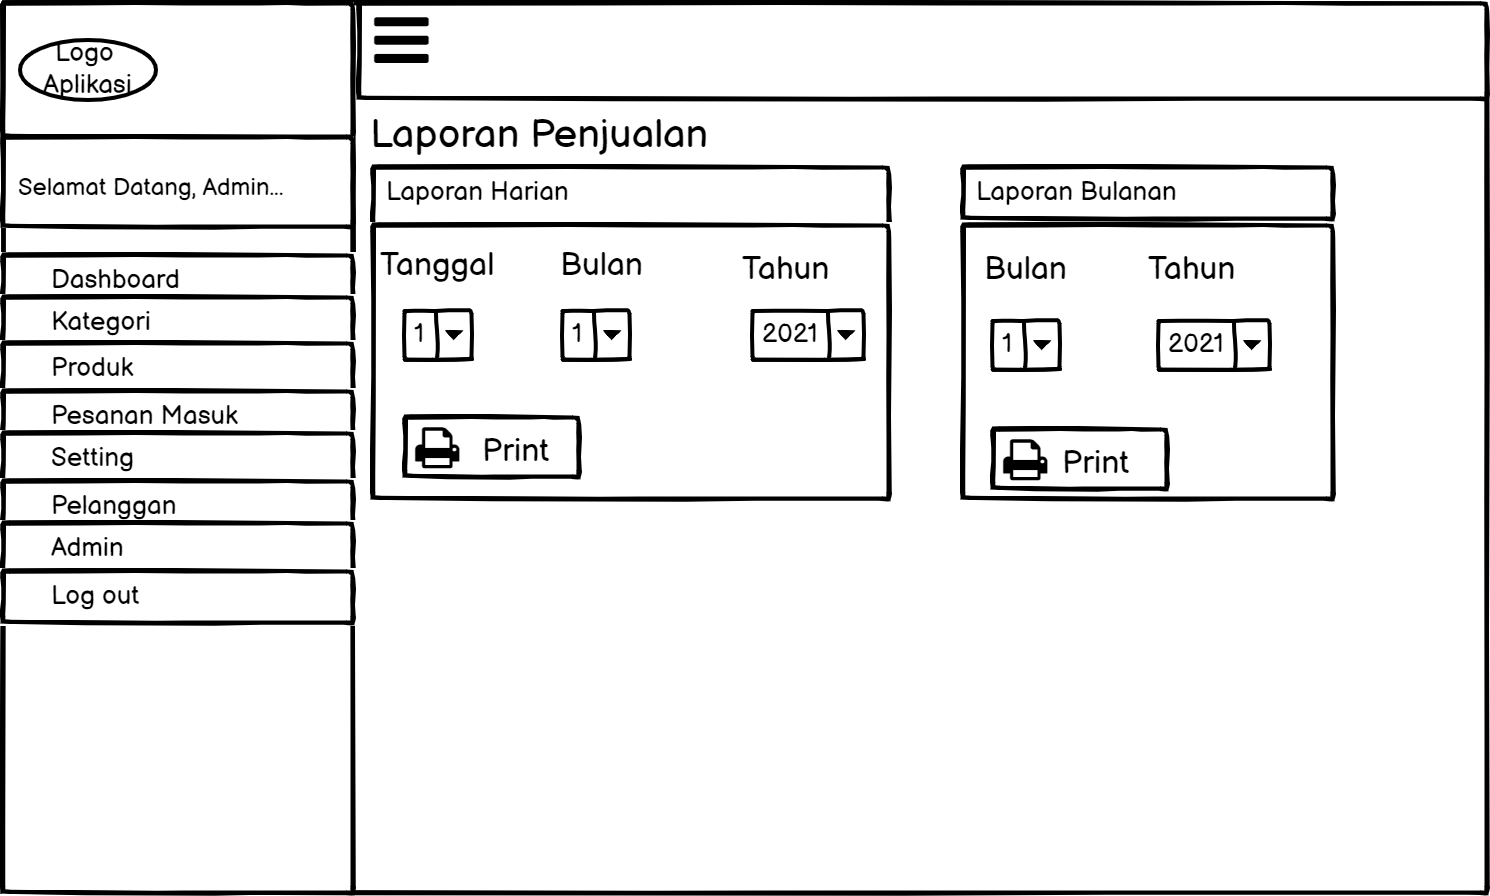 Logo
Aplikasi
Selamat Datang, Admin...
Dashboard
Kategori
Produk
Pesanan Masuk
Setting
Pelanggan
Admin
Log out
Laporan Penjualan
Laporan Harian
Tanggal Bulan Tahun
1 1 2021
Print
Laporan Bulanan
Bulan Tahun
1 2021
Print